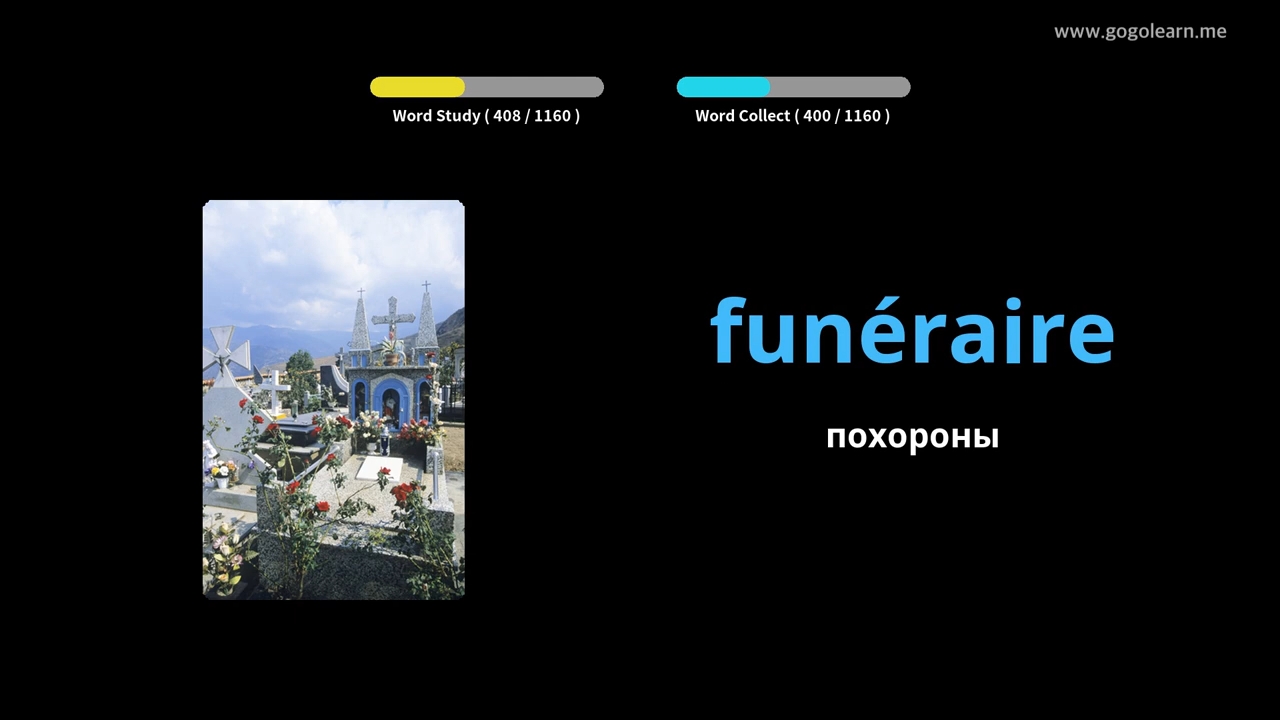 www.gogolearn.me
Word Study ( 408 / 1160 )
Word Collect ( 400 / 1160 )
funéraire
похороны